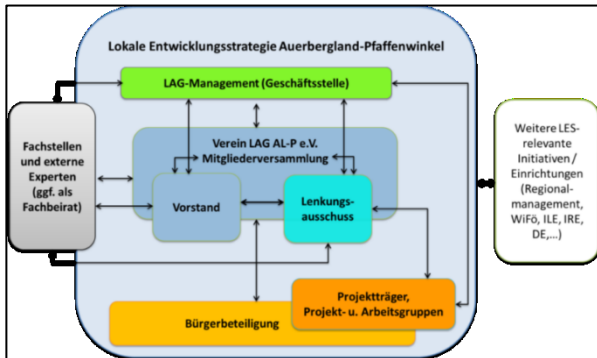 Lokale Entwicklungsstrategie Auerbergland-Pfaffenwinkel
LAG-Management (Geschäftsstelle)
Fachstellen
und externe
Experten
(ggf. als
Fachbeirat)
Verein LAG AL-P e.V.
Mitgliederversammlung
Vorstand
Lenkungs-
ausschuss
Weitere LES-
relevante
Initiativen /
Einrichtungen
(Regional-
management,
WiFö, ILE, IRE,
DE,…)
Projektträger,
Projekt- u. Arbeitsgruppen
Bürgerbeteiligung